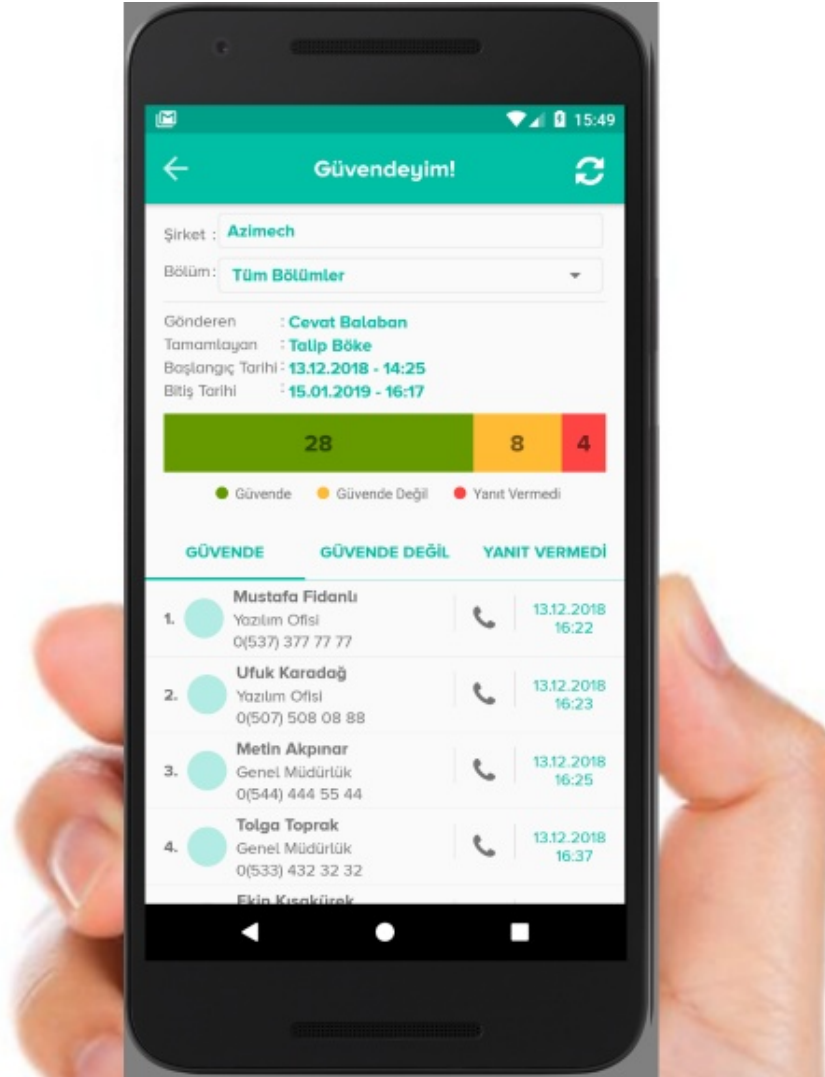 15:49
Güvendeyim!
Şirket : Azimech
Bölüm : Tüm Bölümler
Gönderen : Cevat Balaban
Tamamlayan : Talip Böke
Başlangıç Tarihi : 13.12.2018 - 14:25
Bitiş Tarihi : 15.01.2019 - 16:17
28 8 4
Güvende Güvende Değil Yanıt Vermedi
GÜVENDE GÜVENDE DEĞİL YANIT VERMEDİ
Mustafa Fidanlı
1. Yazılım Ofisi 13.12.2018
0(537) 377 77 77 16:22
Ufuk Karadağ
2. Yazılım Ofisi 13.12.2018
0(507) 508 08 88 16:23
Metin Akpınar
3. Genel Müdürlük 13.12.2018
0(544) 444 55 44 16:25
Tolga Toprak
4. Genel Müdürlük 13.12.2018
0(533) 432 32 32 16:37
Ekin Kısakürek